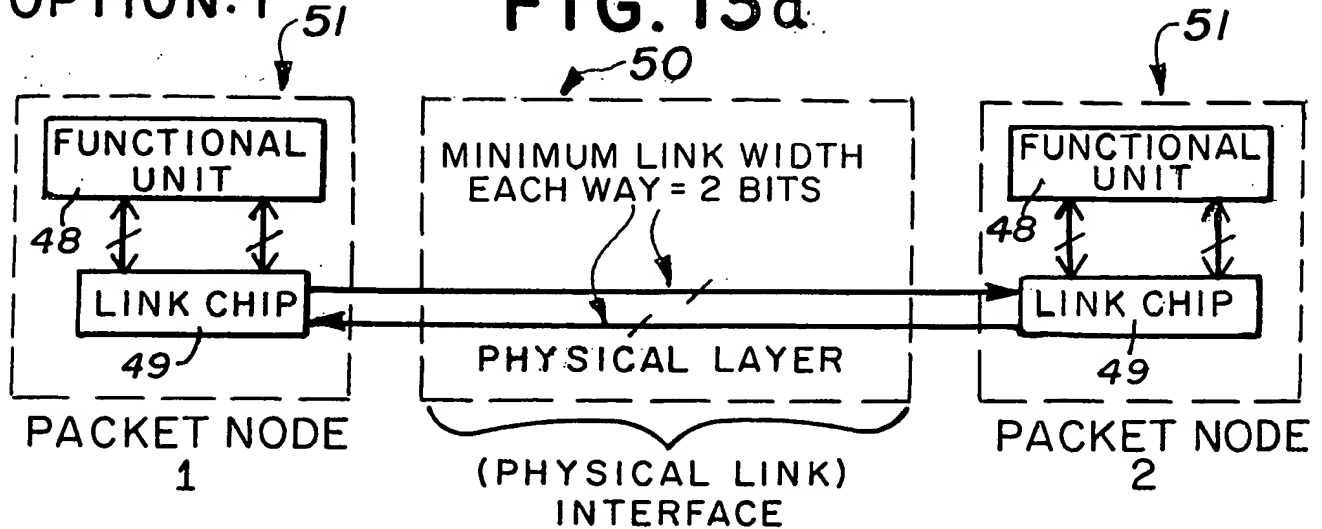 OPTION: 1
FIG. 15a
51
50
51
FUNCTIONAL
UNIT
48
LINK CHIP
49
PACKET NODE
1
MINIMUM LINK WIDTH
EACH WAY = 2 BITS
PHYSICAL LAYER
(PHYSICAL LINK)
INTERFACE
FUNCTIONAL
UNIT
48
LINK CHIP
49
PACKET NODE
2